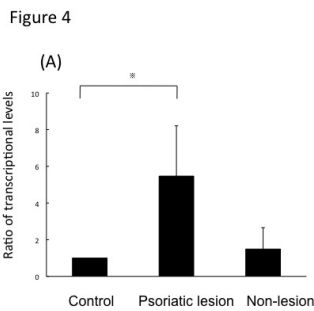 Figure 4
(A)
※
Ratio of transcriptional levels
10
8
6
4
2
0
Control Psoriatic lesion Non-lesion